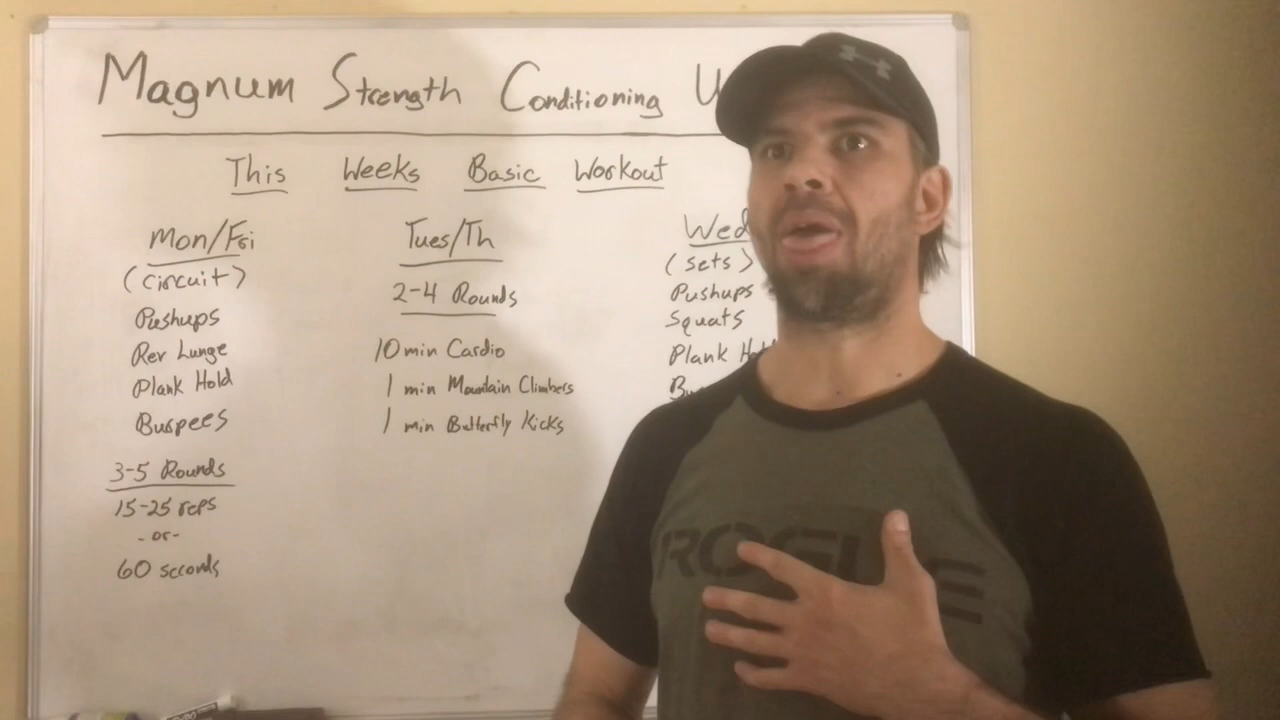 Magnum Strength Conditioning
This Weeks Basic Workout
Mon/Fri
(circuit)
Pushups
Rev Lunge
Plank Hold
Burpees
3-5 Rounds
15-25 reps
-or-
60 seconds
Tues/Th
2-4 Rounds
10 min Cardio
1 min Mountain Climbers
1 min Butterfly Kicks
Wed
(sets)
Pushups
Squats
Plank
ROGUE